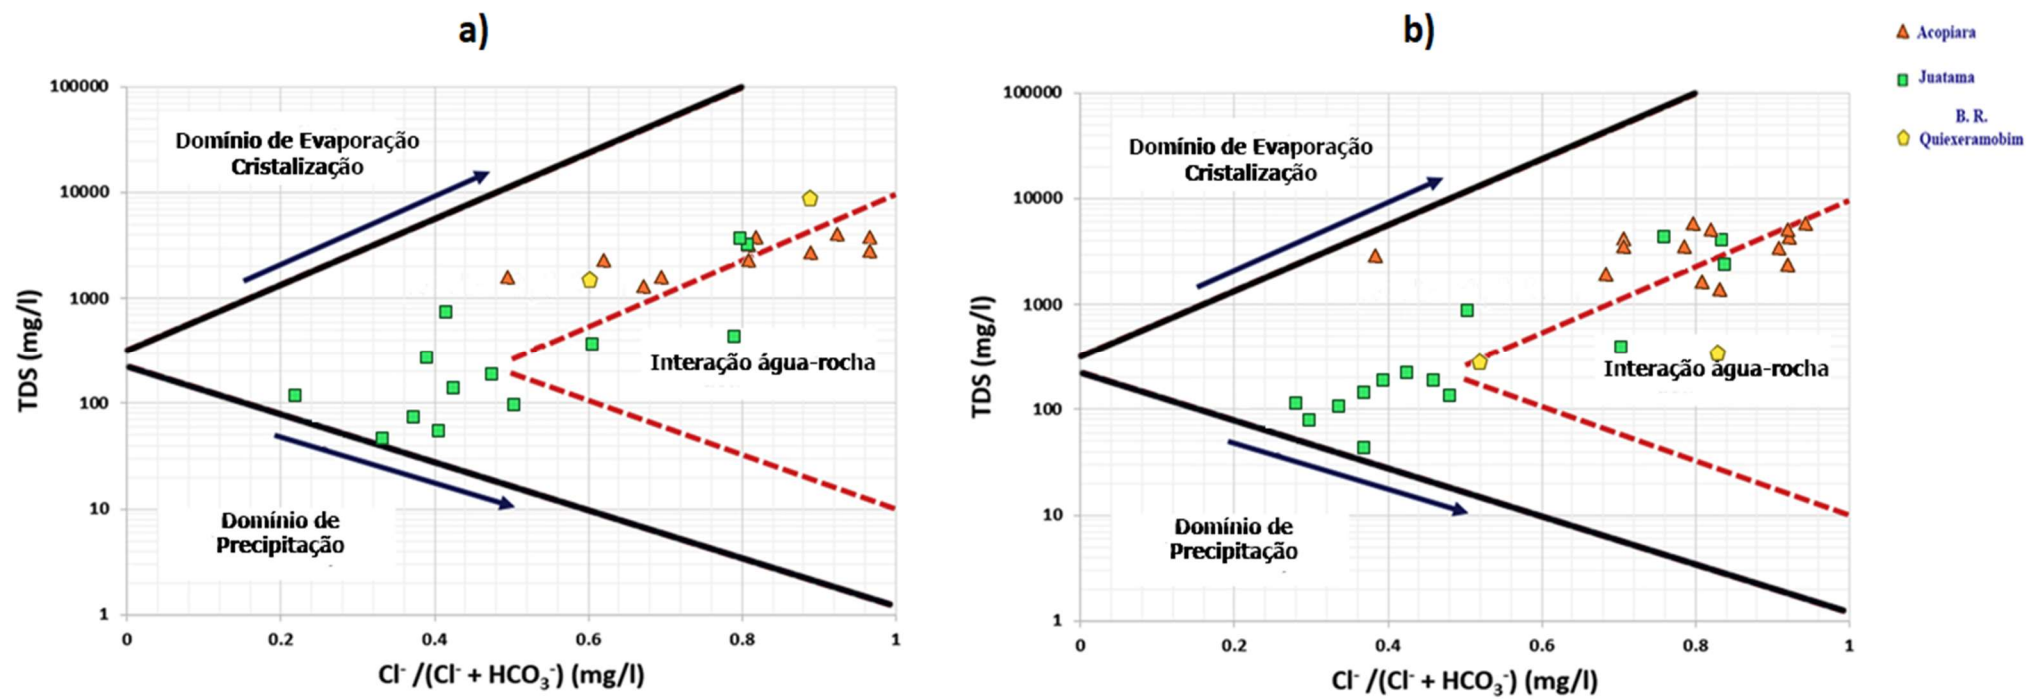 a)
100000
10000
1000
100
10
1
TDS (mg/l)
Domínio de Evaporação
Cristalização
Interação água-rocha
Domínio de
Precipitação
0
0.2
0.4
0.6
0.8
1
Cl⁻ /(Cl⁻ + HCO₃⁻) (mg/l)
b)
100000
10000
1000
100
10
1
TDS (mg/l)
Domínio de Evaporação
Cristalização
Interação água-rocha
Domínio de
Precipitação
0
0.2
0.4
0.6
0.8
1
Cl⁻ /(Cl⁻ + HCO₃⁻) (mg/l)
Acopiara
Juatama
B. R.
Quiexeramobim